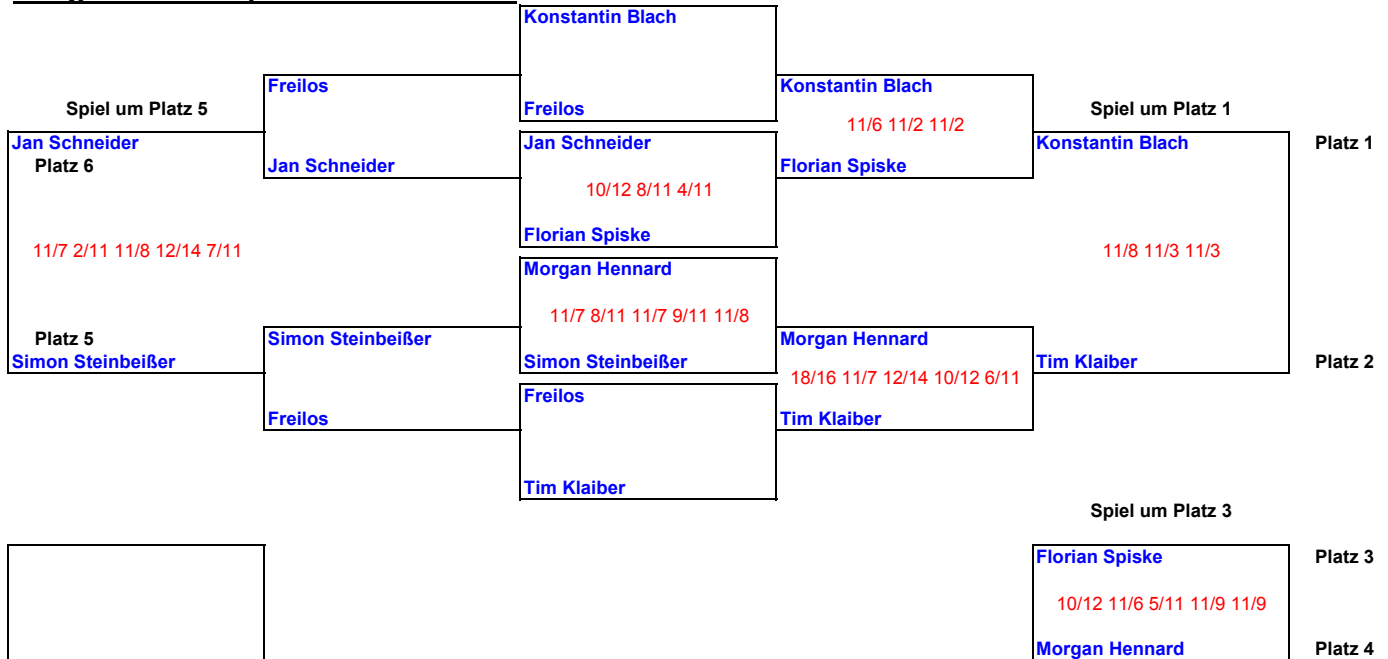 Konstantin Blach
Freilos
Konstantin Blach
Spiel um Platz 5
Freilos
Spiel um Platz 1
11/6 11/2 11/2
Jan Schneider
Jan Schneider
Konstantin Blach
Platz 1
Platz 6
Jan Schneider
Florian Spiske
10/12 8/11 4/11
Florian Spiske
11/7 2/11 11/8 12/14 7/11
11/8 11/3 11/3
Morgan Hennard
11/7 8/11 11/7 9/11 11/8
Platz 5
Simon Steinbeißer
Morgan Hennard
Simon Steinbeißer
Simon Steinbeißer
Tim Klaiber
Platz 2
18/16 11/7 12/14 10/12 6/11
Freilos
Freilos
Tim Klaiber
Tim Klaiber
Spiel um Platz 3
Florian Spiske
Platz 3
10/12 11/6 5/11 11/9 11/9
Morgan Hennard
Platz 4